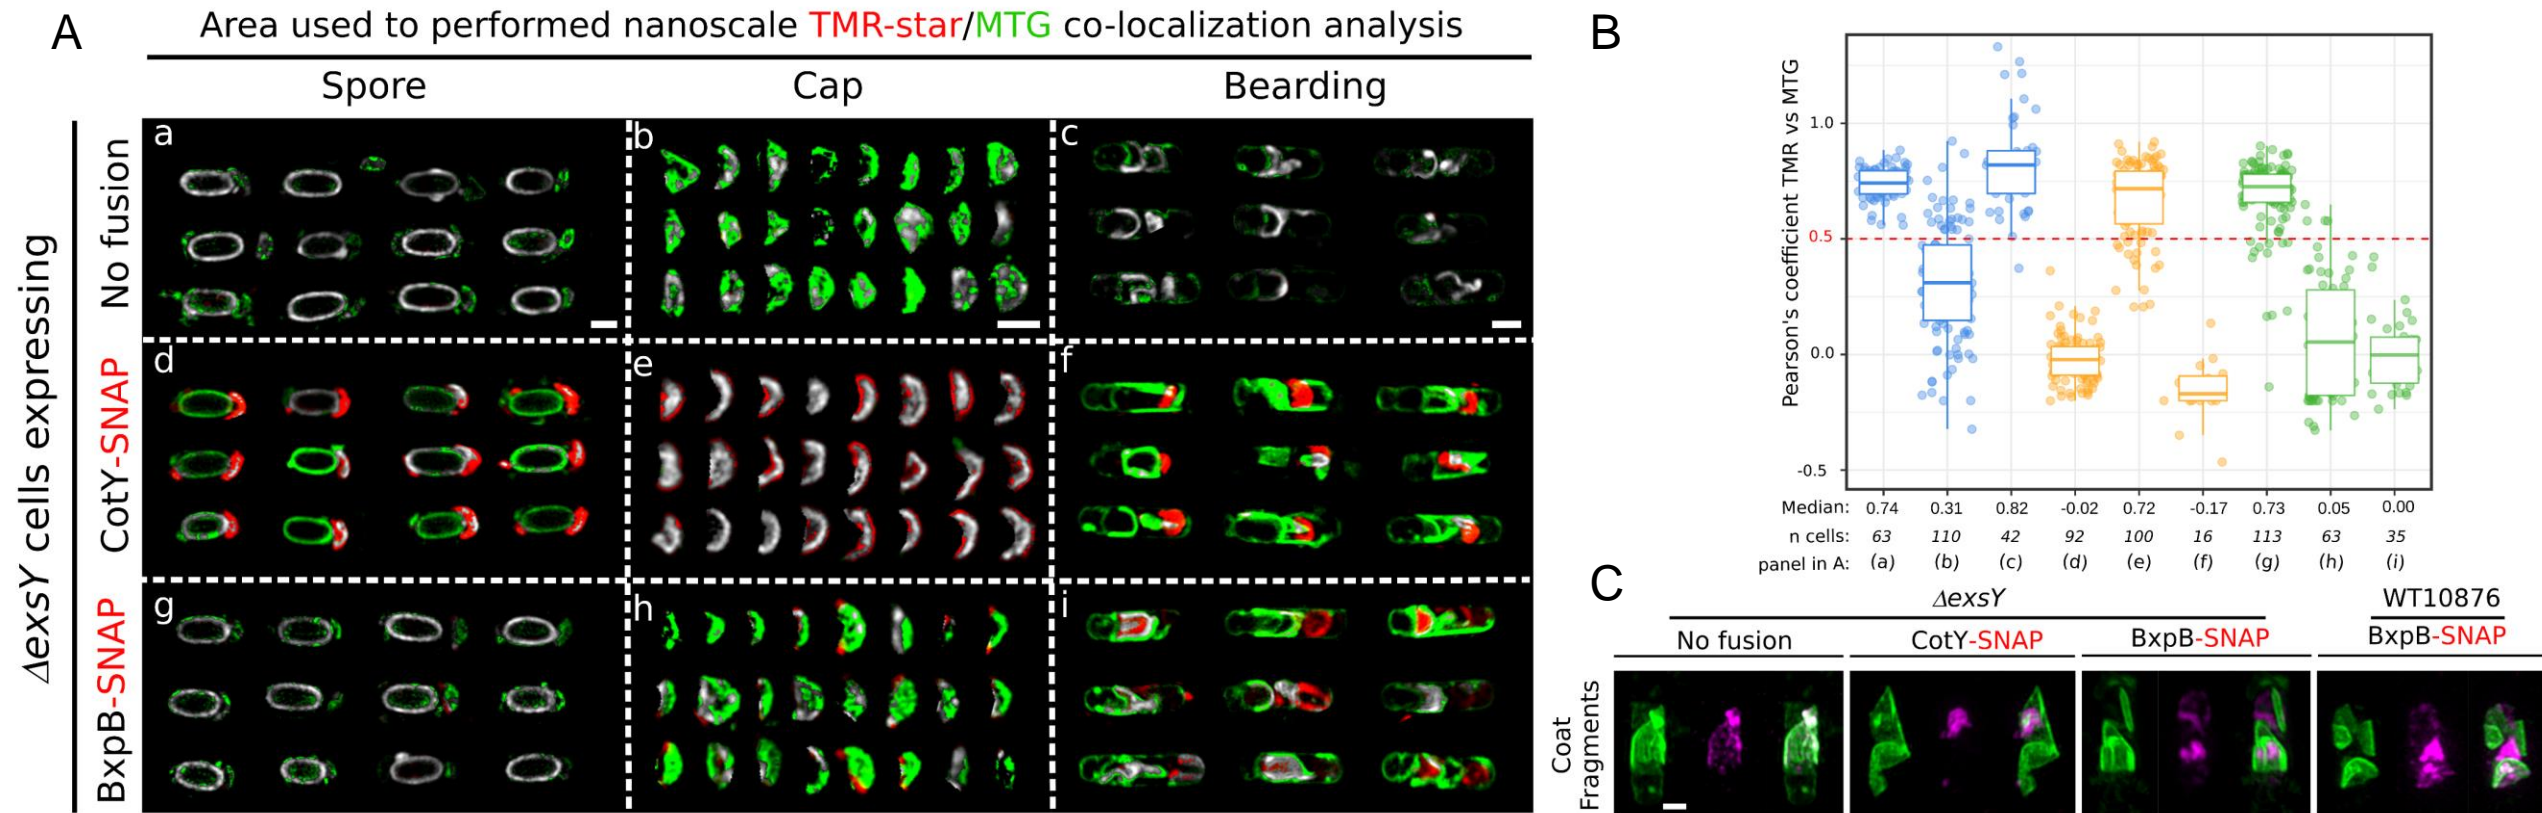 A
Area used to performed nanoscale TMR-star/MTG co-localization analysis
Spore Cap Bearding
ΔexsY cells expressing
No fusion
CotY-SNAP
BxpB-SNAP
a b c
d e f
g h i
B
Pearson's coefficient TMR vs MTG
1.0
0.5
0.0
-0.5
Median: 0.74 0.31 0.82 -0.02 0.72 -0.17 0.73 0.05 0.00
n cells: 63 110 42 92 100 16 113 63 35
panel in A: (a) (b) (c) (d) (e) (f) (g) (h) (i)
C
ΔexsY WT10876
No fusion CotY-SNAP BxpB-SNAP BxpB-SNAP
Coat
Fragments